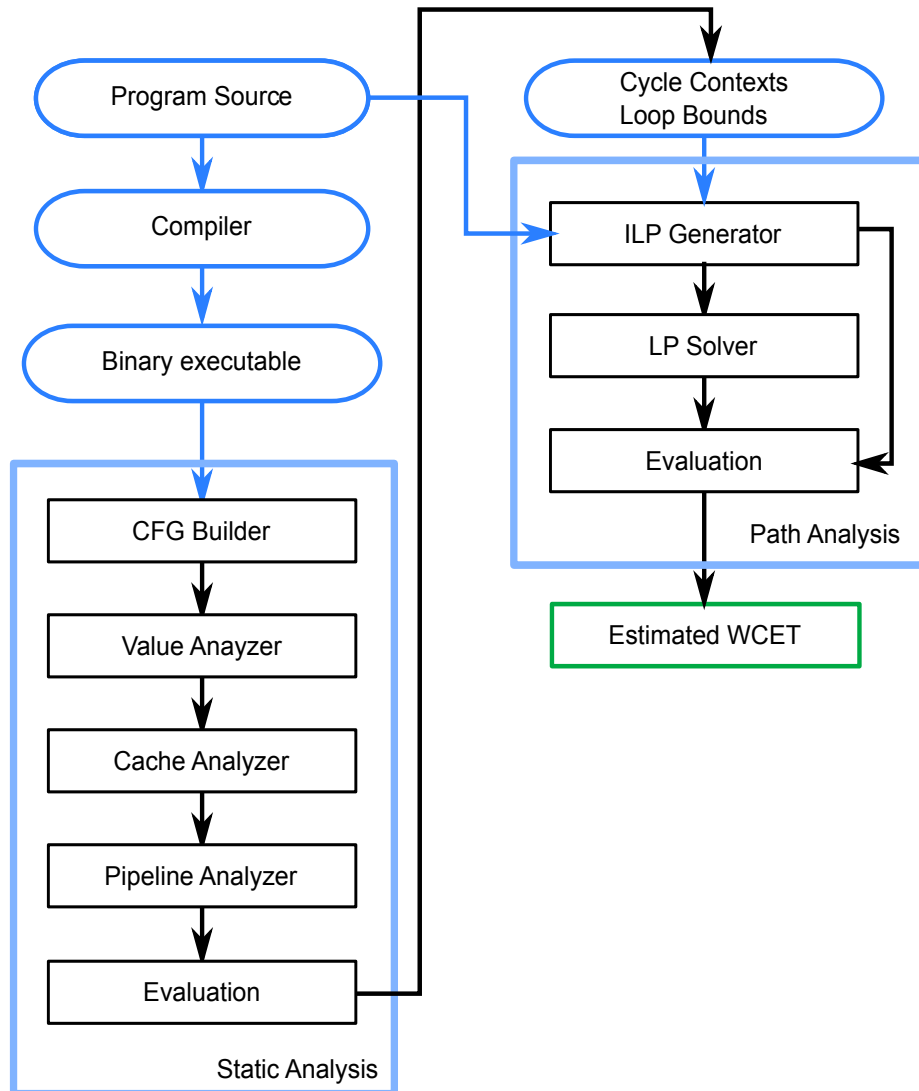 Program Source
Compiler
Binary executable
CFG Builder
Value Anayzer
Cache Analyzer
Pipeline Analyzer
Evaluation
Static Analysis
Cycle Contexts
Loop Bounds
ILP Generator
LP Solver
Evaluation
Path Analysis
Estimated WCET